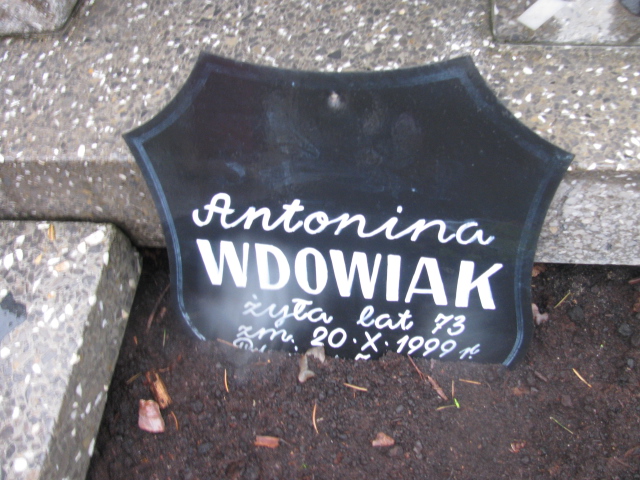 Antonina
WDOWIAK
żyła lat 73
zm. 20·X·1999 r.